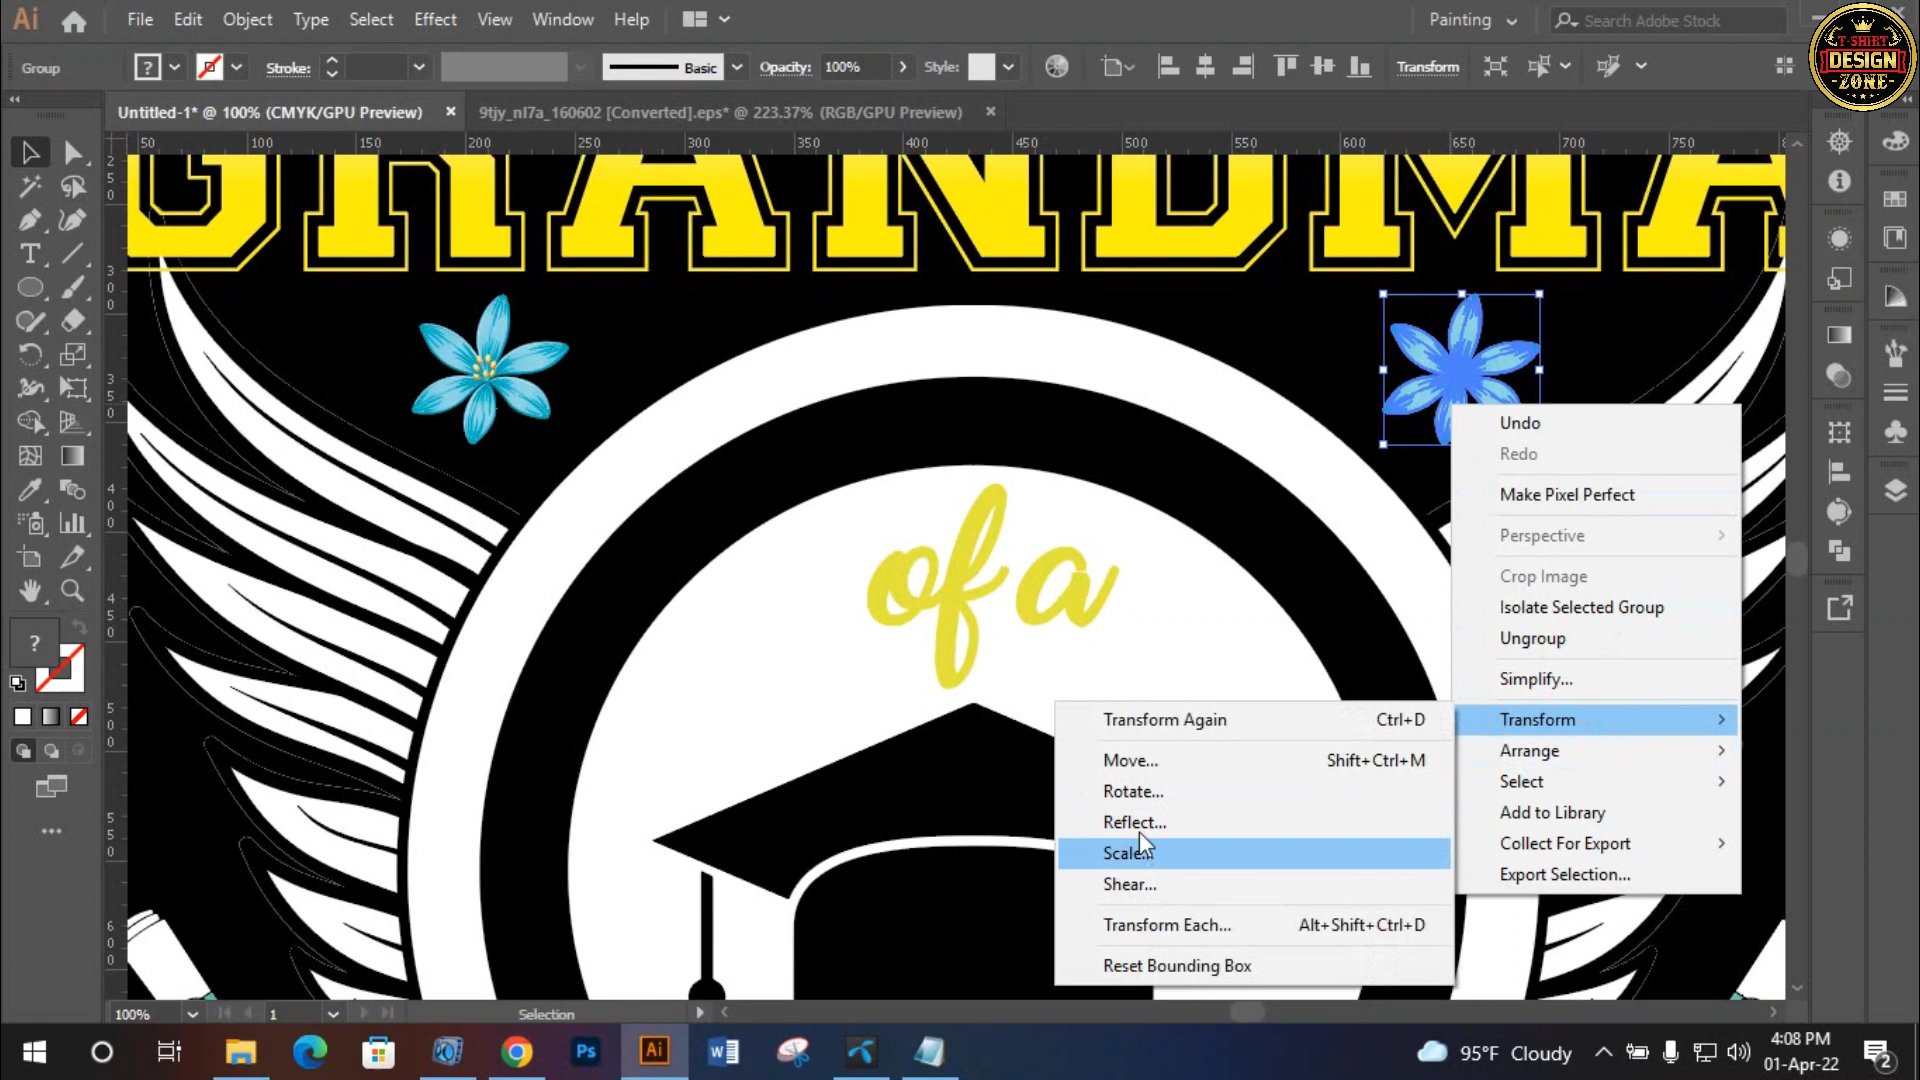 Ai File Edit Object Type Select Effect View Window Help Painting Search Adobe Stock
T-SHIRT
DESIGN
ZONE
Group ? Stroke: Basic Opacity: 100% Style: Transform
Untitled-1* @ 100% (CMYK/GPU Preview) × 9tjy_nl7a_160602 [Converted].eps* @ 223.37% (RGB/GPU Preview) ×
50 100 150 200 250 300 350 400 450 500 550 600 650 700 750
GRANDMA
of a
Undo
Redo
Make Pixel Perfect
Perspective
Crop Image
Isolate Selected Group
Ungroup
Simplify...
Transform
Arrange
Select
Add to Library
Collect For Export
Export Selection...
Transform Again Ctrl+D
Move... Shift+Ctrl+M
Rotate...
Reflect...
Scale...
Shear...
Transform Each... Alt+Shift+Ctrl+D
Reset Bounding Box
?
100% 1 Selection
Ps Ai 95°F Cloudy 4:08 PM
01-Apr-22
2